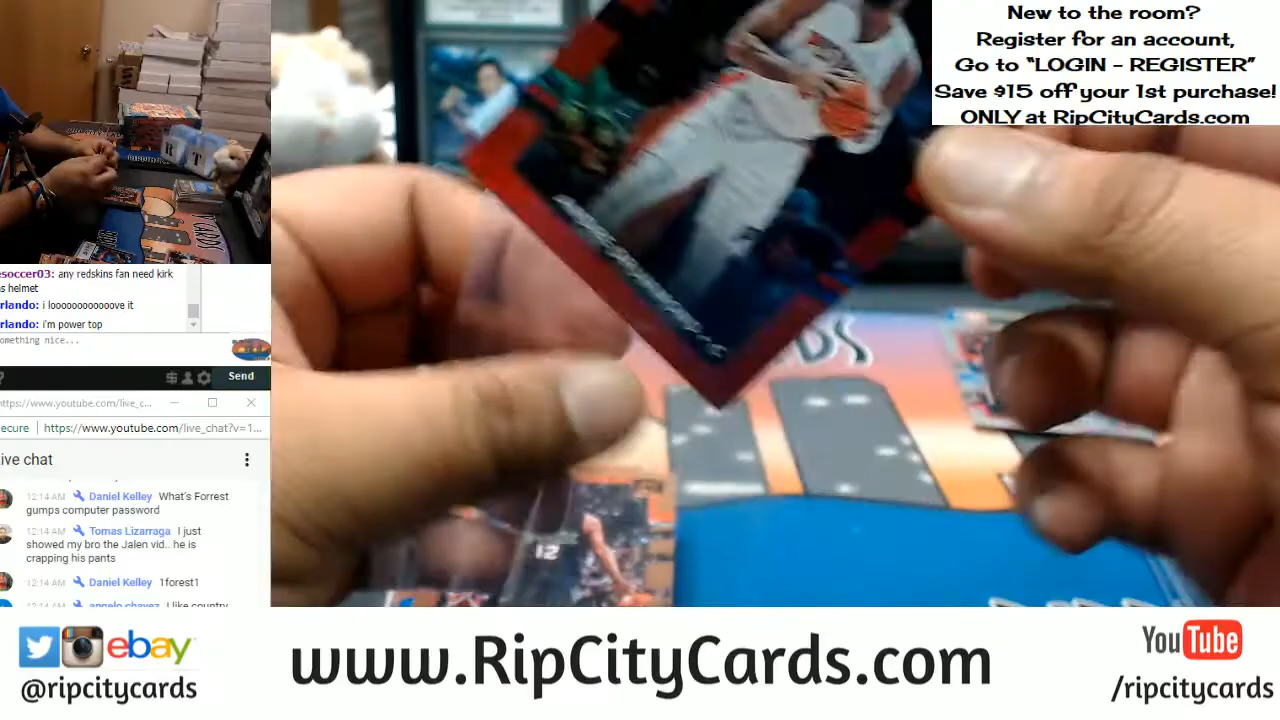 New to the room?
Register for an account,
Go to “LOGIN - REGISTER”
Save $15 off your 1st purchase!
ONLY at RipCityCards.com
R T
esoccer03: any redskins fan need kirk
s helmet
rlando: i looooooooooove it
rlando: i'm power top
omething nice...
Send
https://www.youtube.com/live_c...
ecure https://www.youtube.com/live_chat?v=1...
ive chat
12:14 AM Daniel Kelley What's Forrest
gumps computer password
12:14 AM Tomas Lizarraga I just
showed my bro the Jalen vid.. he is
crapping his pants
12:14 AM Daniel Kelley 1forest1
12:14 AM angelo chavez I like country
12
ebay
www.RipCityCards.com
YouTube
@ripcitycards
/ripcitycards